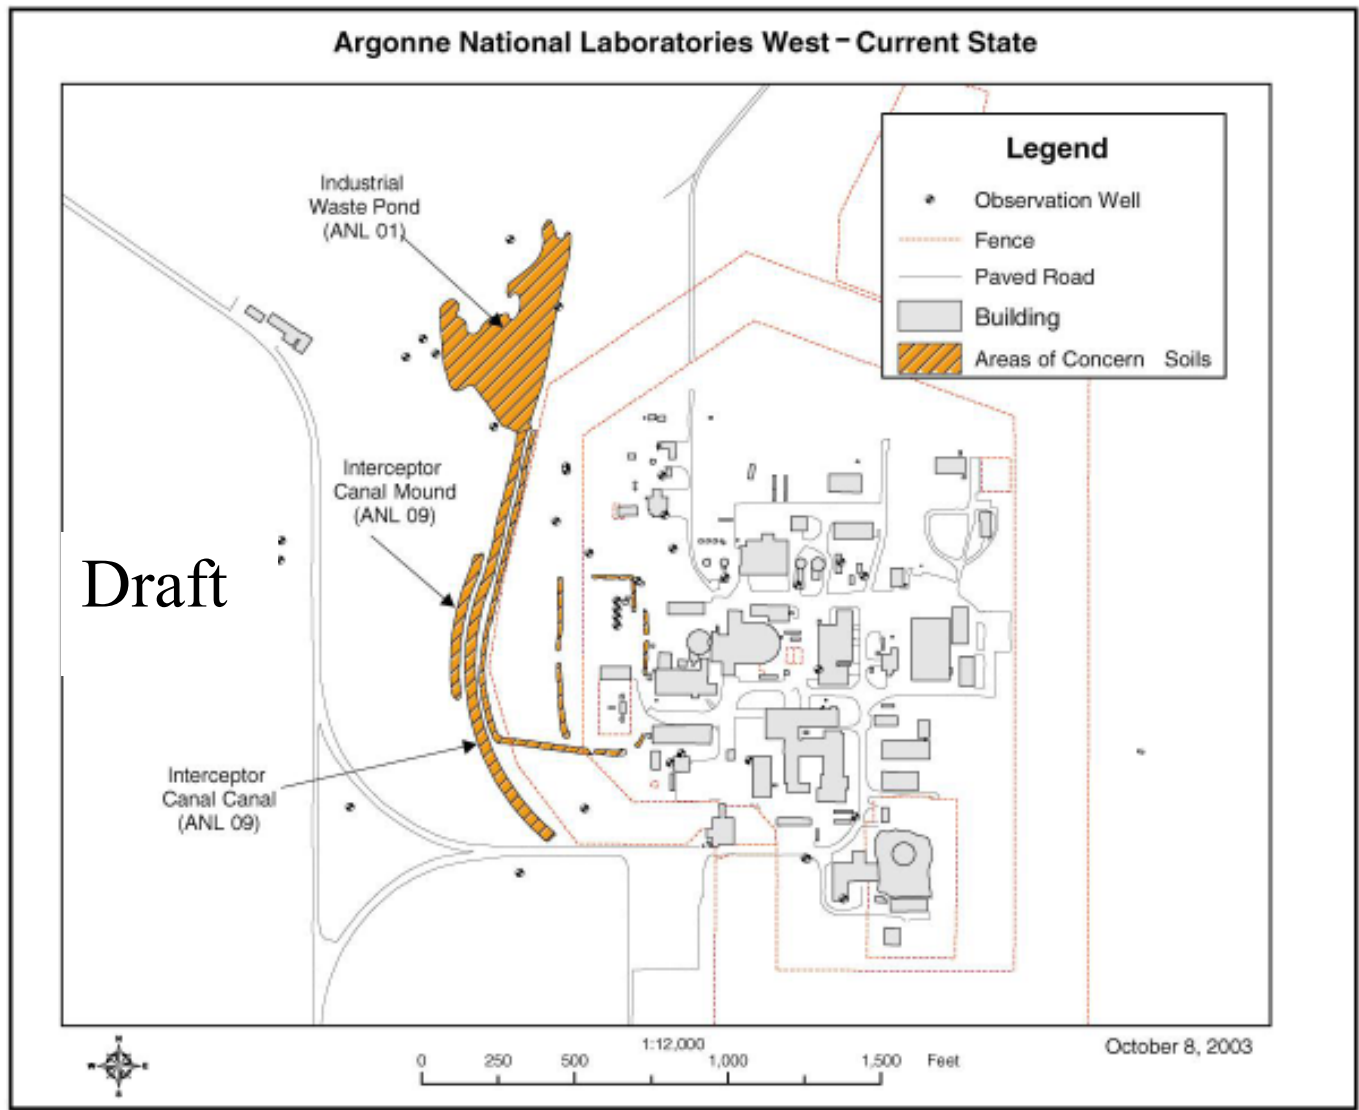 Argonne National Laboratories West – Current State
Legend
Observation Well
Fence
Paved Road
Building
Areas of Concern Soils
Industrial
Waste Pond
(ANL 01)
Interceptor
Canal Mound
(ANL 09)
Draft
Interceptor
Canal Canal
(ANL 09)
N
W E
S
1:12,000
0 250 500 1,000 1,500 Feet
October 8, 2003